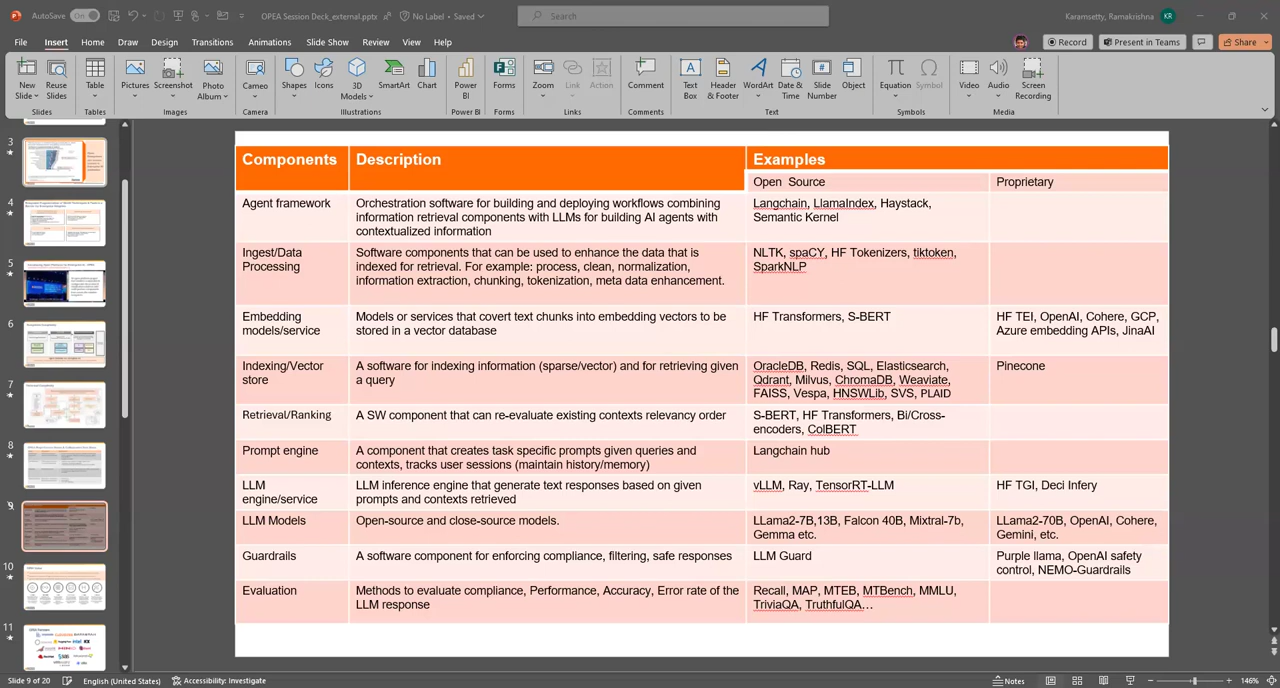 AutoSave
Off
OPEA Session Deck_external.pptx
No Label • Saved
Search
Karamsetty, Ramakrishna
KR
File
Insert
Home
Draw
Design
Transitions
Animations
Slide Show
Review
View
Help
Record
Present in Teams
Share
New
Slide
Reuse
Slides
Table
Pictures
Screenshot
Photo
Album
Cameo
Shapes
Icons
3D
Models
SmartArt
Chart
Power
BI
Forms
Zoom
Link
Action
Comment
Text
Box
Header
& Footer
WordArt
Date &
Time
Slide
Number
Object
Equation
Symbol
Video
Audio
Screen
Recording
Slides
Tables
Images
Camera
Illustrations
Power BI
Forms
Links
Comments
Text
Symbols
Media
3
4
5
6
7
8
9
10
11
Components
Description
Examples
Open Source
Proprietary
Agent framework
Orchestration software for building and deploying workflows combining
information retrieval components with LLMs for building AI agents with
contextualized information
Langchain, LlamaIndex, Haystack,
Semantic Kernel
Ingest/Data
Processing
Software components that can be used to enhance the data that is
indexed for retrieval. For example: process, clean, normalization,
information extraction, chunking, tokenization, meta data enhancement.
NLTK, spaCY, HF Tokenizers, tiktoken,
SparkNLP
Embedding
models/service
Models or services that covert text chunks into embedding vectors to be
stored in a vector database
HF Transformers, S-BERT
HF TEI, OpenAI, Cohere, GCP,
Azure embedding APIs, JinaAI
Indexing/Vector
store
A software for indexing information (sparse/vector) and for retrieving given
a query
OracleDB, Redis, SQL, Elasticsearch,
Qdrant, Milvus, ChromaDB, Weaviate,
FAISS, Vespa, HNSWLib, SVS, PLAID
Pinecone
Retrieval/Ranking
A SW component that can re-evaluate existing contexts relevancy order
S-BERT, HF Transformers, Bi/Cross-
encoders, ColBERT
Prompt engine
A component that creates task specific prompts given queries and
contexts, tracks user sessions (maintain history/memory)
Langchain hub
LLM
engine/service
LLM inference engine that generate text responses based on given
prompts and contexts retrieved
vLLM, Ray, TensorRT-LLM
HF TGI, Deci Infery
LLM Models
Open-source and close-source models.
LLama2-7B,13B, Falcon 40B, Mixtral-7b,
Gemma etc.
LLama2-70B, OpenAI, Cohere,
Gemini, etc.
Guardrails
A software component for enforcing compliance, filtering, safe responses
LLM Guard
Purple llama, OpenAI safety
control, NEMO-Guardrails
Evaluation
Methods to evaluate compliance, Performance, Accuracy, Error rate of the
LLM response
Recall, MAP, MTEB, MTBench, MMLU,
TriviaQA, TruthfulQA…
Slide 9 of 20
English (United States)
Accessibility: Investigate
Notes
146%